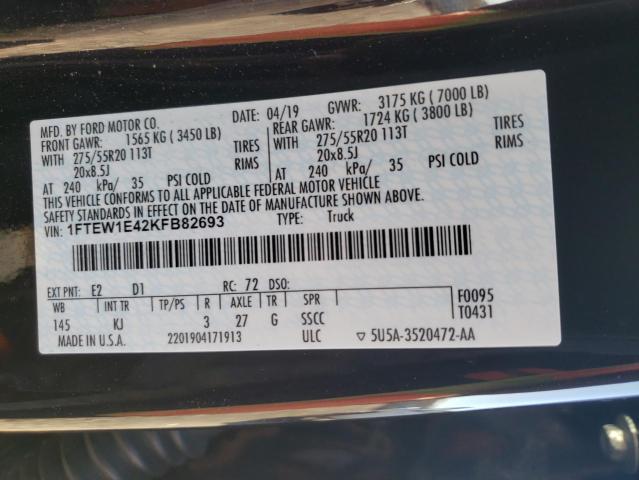 MFD. BY FORD MOTOR CO. DATE: 04/19 GVWR: 3175 KG ( 7000 LB)
FRONT GAWR: 1565 KG ( 3450 LB) REAR GAWR: 1724 KG ( 3800 LB)
WITH 275/55R20 113T TIRES WITH 275/55R20 113T TIRES
20x8.5J RIMS 20x8.5J RIMS
AT 240 kPa/ 35 PSI COLD AT 240 kPa/ 35 PSI COLD
THIS VEHICLE CONFORMS TO ALL APPLICABLE FEDERAL MOTOR VEHICLE
SAFETY STANDARDS IN EFFECT ON THE DATE OF MANUFACTURE SHOWN ABOVE.
VIN: 1FTEW1E42KFB82693 TYPE: Truck
EXT PNT: E2 D1 RC: 72 DSO:
WB INT TR TP/PS R AXLE TR SPR F0095
145 KJ 3 27 G SSCC T0431
MADE IN U.S.A. 2201904171913 ULC ▽ 5U5A-3520472-AA